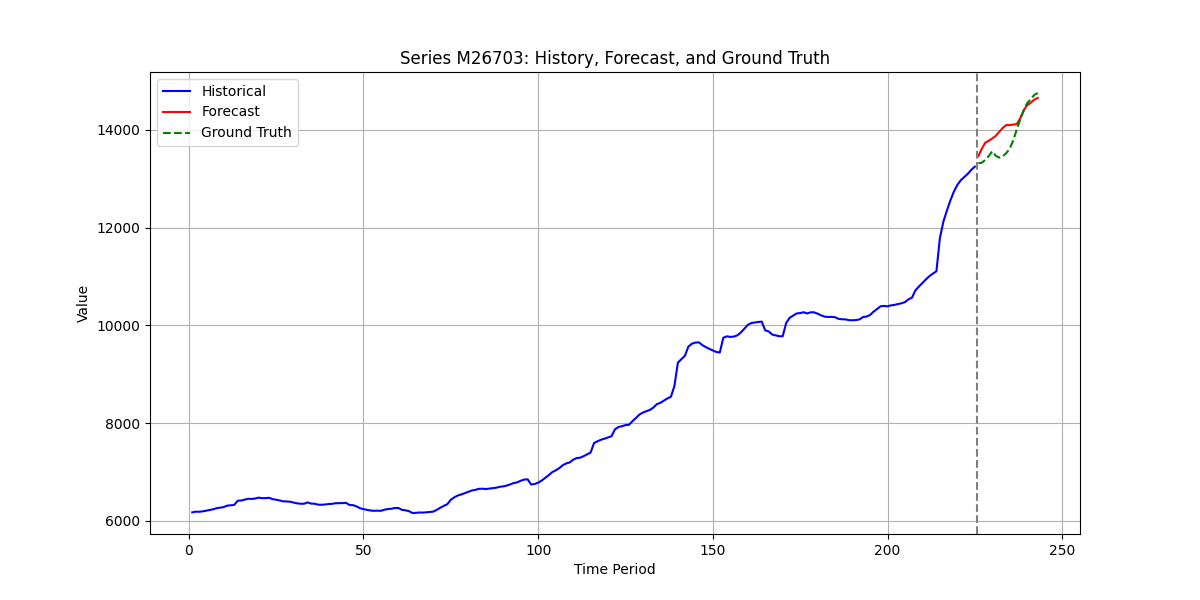 Series M26703: History, Forecast, and Ground Truth
Historical
Forecast
Ground Truth
14000
12000
10000
8000
6000
Value
0
50
100
150
200
250
Time Period